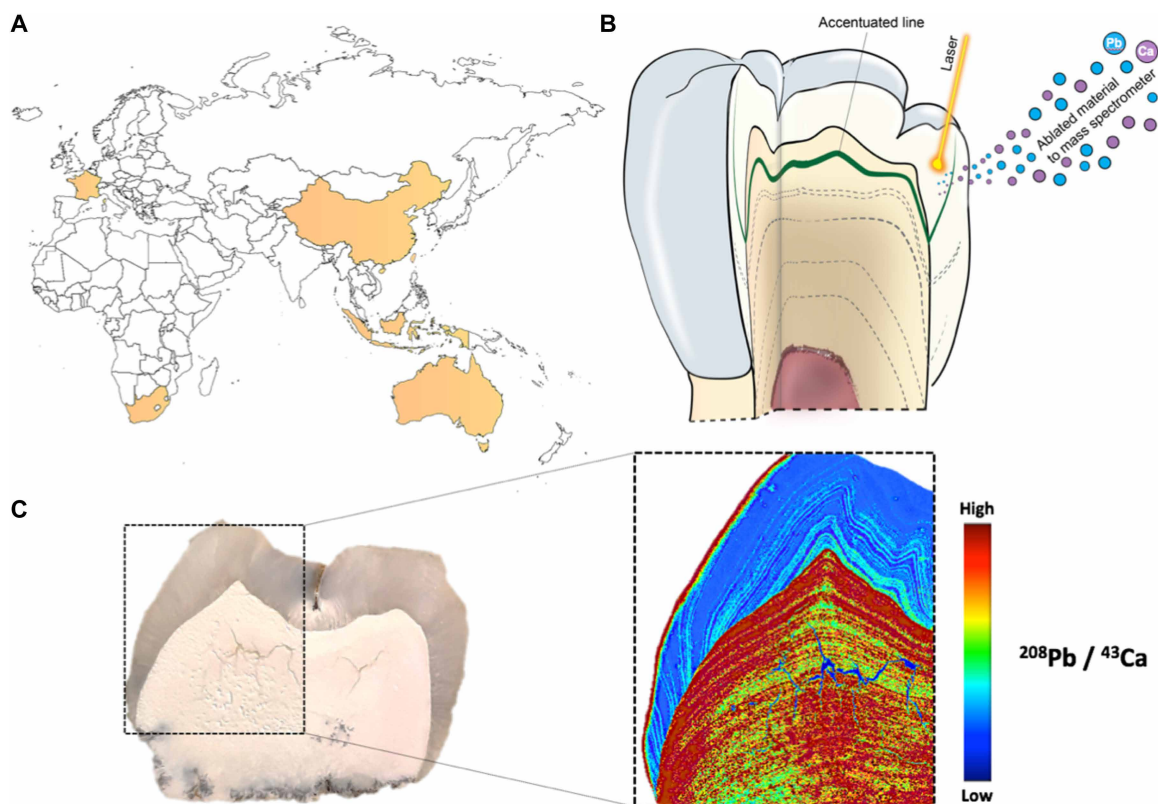 A
B
Accentuated line
Laser
Pb
Ca
Ablated material
to mass spectrometer
C
High
208Pb / 43Ca
Low